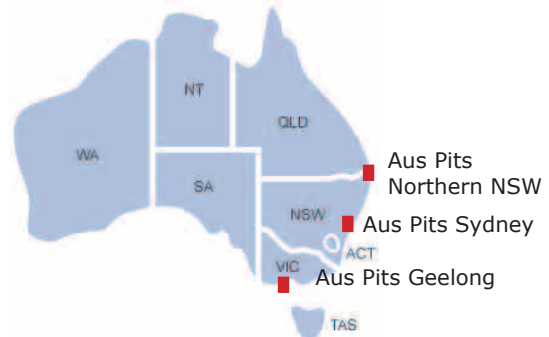 NT
QLD
WA
Aus Pits
Northern NSW
SA
NSW
Aus Pits Sydney
ACT
VIC
Aus Pits Geelong
TAS